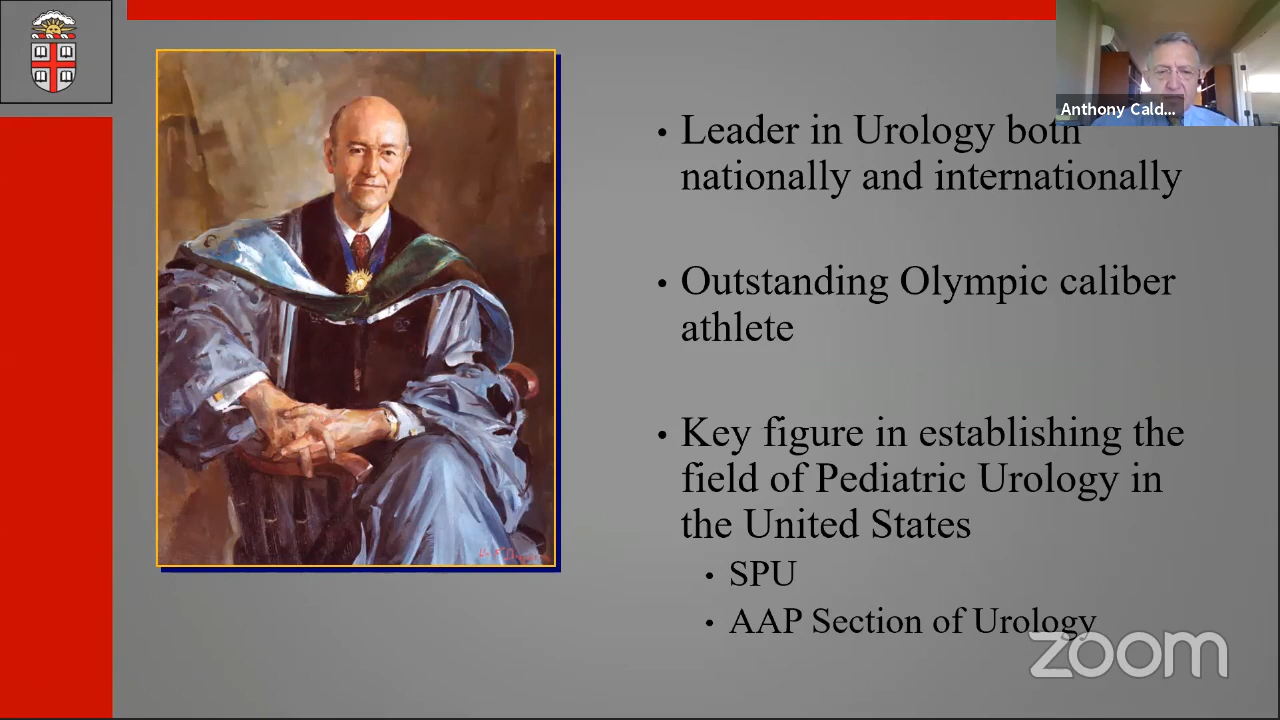 Anthony Cald...
• Leader in Urology both
nationally and internationally
• Outstanding Olympic caliber
athlete
• Key figure in establishing the
field of Pediatric Urology in
the United States
• SPU
• AAP Section of Urology
zoom